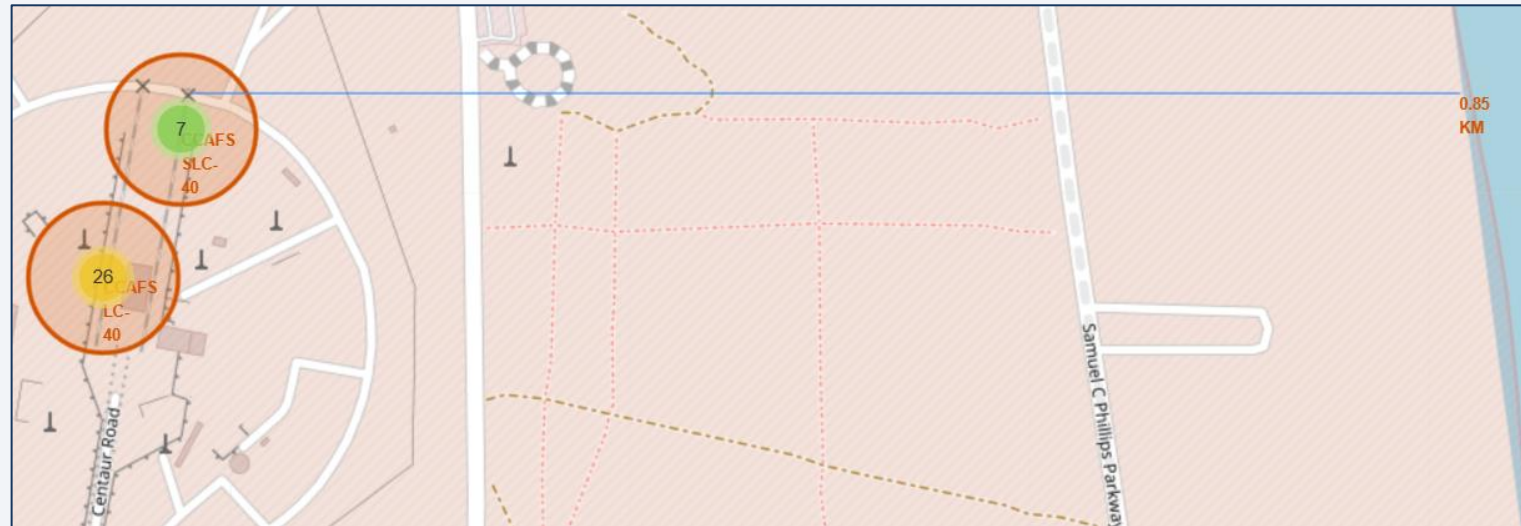 7
CCAFS
SLC-
40
0.85
KM
26
CCAFS
LC-
40
Centaur Road
Samuel C Phillips Parkway